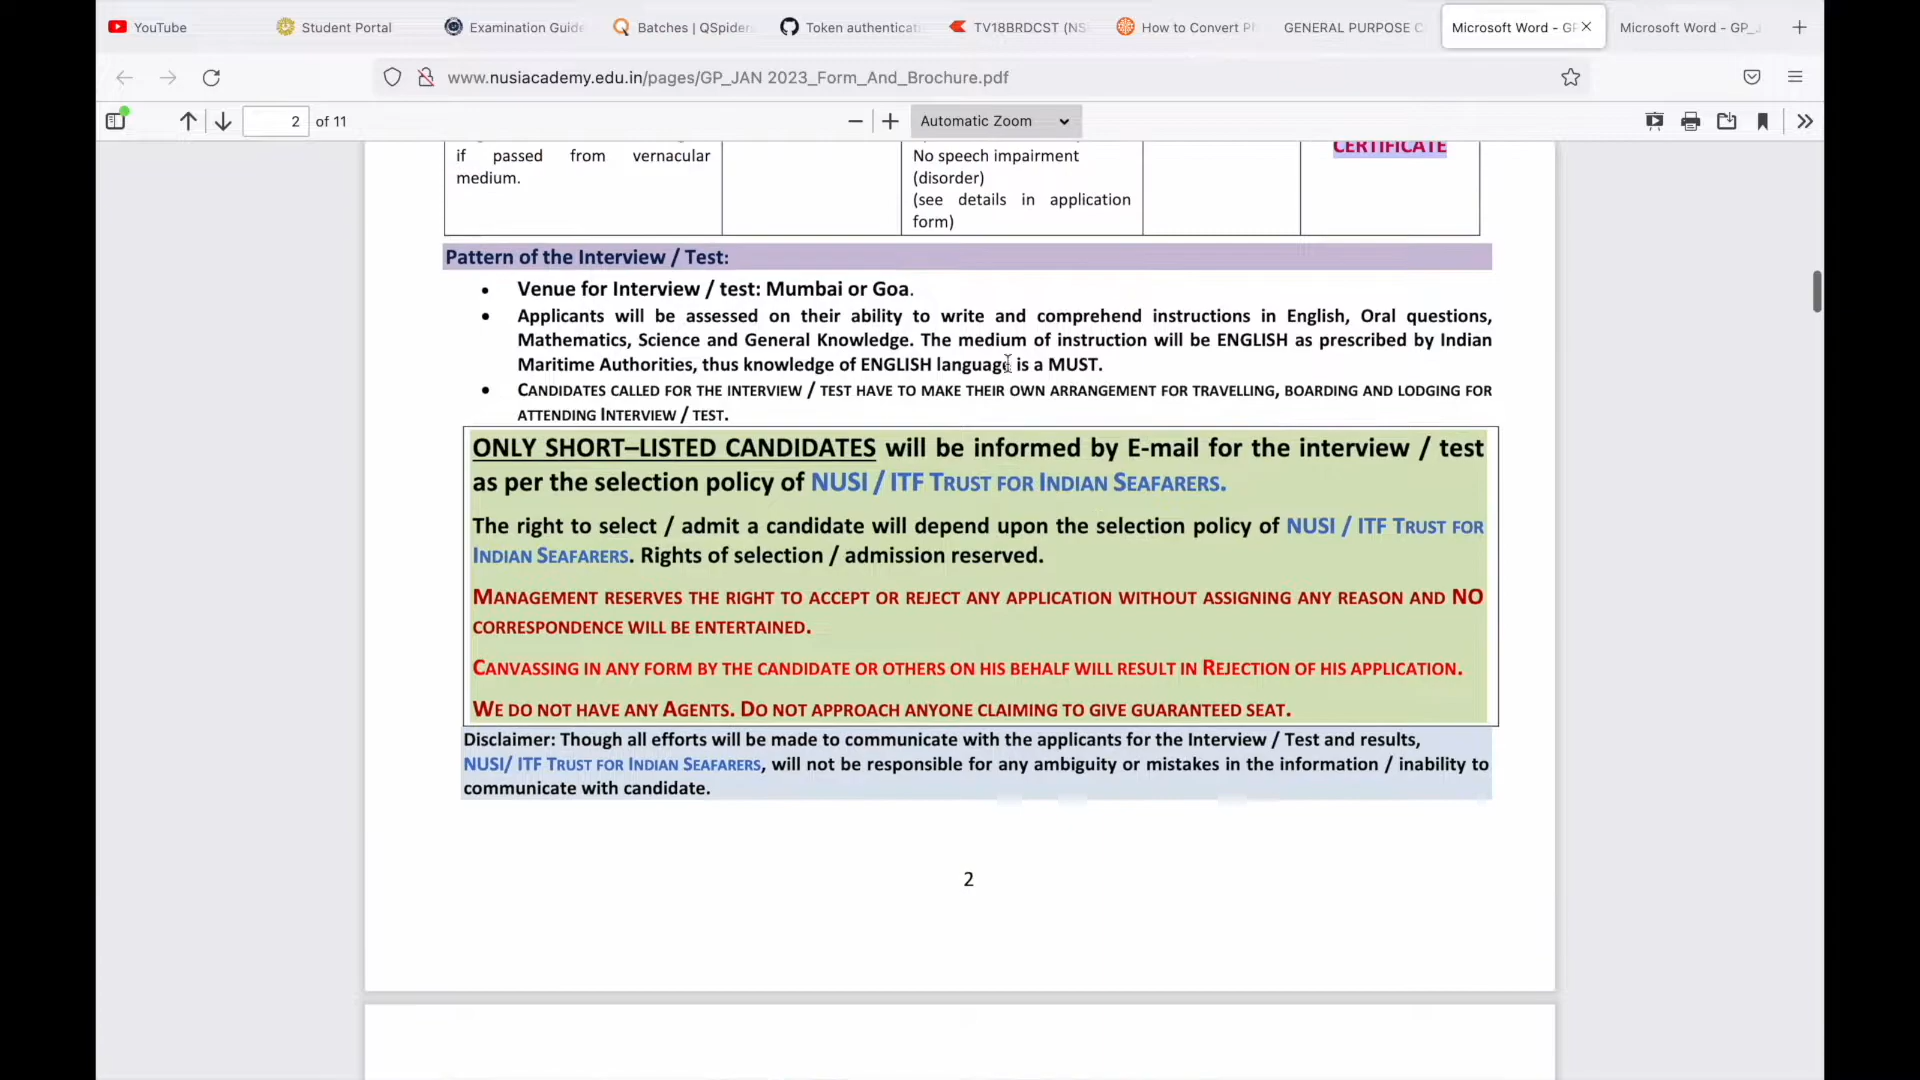 YouTube
Student Portal
Examination Guide
Batches | QSpider
Token authenticat
TV18BRDCST (NS
How to Convert Ph
GENERAL PURPOSE C
Microsoft Word - GP
Microsoft Word - GP_J
www.nusiacademy.edu.in/pages/GP_JAN 2023_Form_And_Brochure.pdf
2 of 11
Automatic Zoom
if passed from vernacular
medium.
No speech impairment
(disorder)
(see details in application
form)
CERTIFICATE
Pattern of the Interview / Test:
• Venue for Interview / test: Mumbai or Goa.
• Applicants will be assessed on their ability to write and comprehend instructions in English, Oral questions,
Mathematics, Science and General Knowledge. The medium of instruction will be ENGLISH as prescribed by Indian
Maritime Authorities, thus knowledge of ENGLISH language is a MUST.
• CANDIDATES CALLED FOR THE INTERVIEW / TEST HAVE TO MAKE THEIR OWN ARRANGEMENT FOR TRAVELLING, BOARDING AND LODGING FOR
ATTENDING INTERVIEW / TEST.
ONLY SHORT–LISTED CANDIDATES will be informed by E-mail for the interview / test
as per the selection policy of NUSI / ITF TRUST FOR INDIAN SEAFARERS.
The right to select / admit a candidate will depend upon the selection policy of NUSI / ITF TRUST FOR
INDIAN SEAFARERS. Rights of selection / admission reserved.
MANAGEMENT RESERVES THE RIGHT TO ACCEPT OR REJECT ANY APPLICATION WITHOUT ASSIGNING ANY REASON AND NO
CORRESPONDENCE WILL BE ENTERTAINED.
CANVASSING IN ANY FORM BY THE CANDIDATE OR OTHERS ON HIS BEHALF WILL RESULT IN REJECTION OF HIS APPLICATION.
WE DO NOT HAVE ANY AGENTS. DO NOT APPROACH ANYONE CLAIMING TO GIVE GUARANTEED SEAT.
Disclaimer: Though all efforts will be made to communicate with the applicants for the Interview / Test and results,
NUSI/ ITF TRUST FOR INDIAN SEAFARERS, will not be responsible for any ambiguity or mistakes in the information / inability to
communicate with candidate.
2